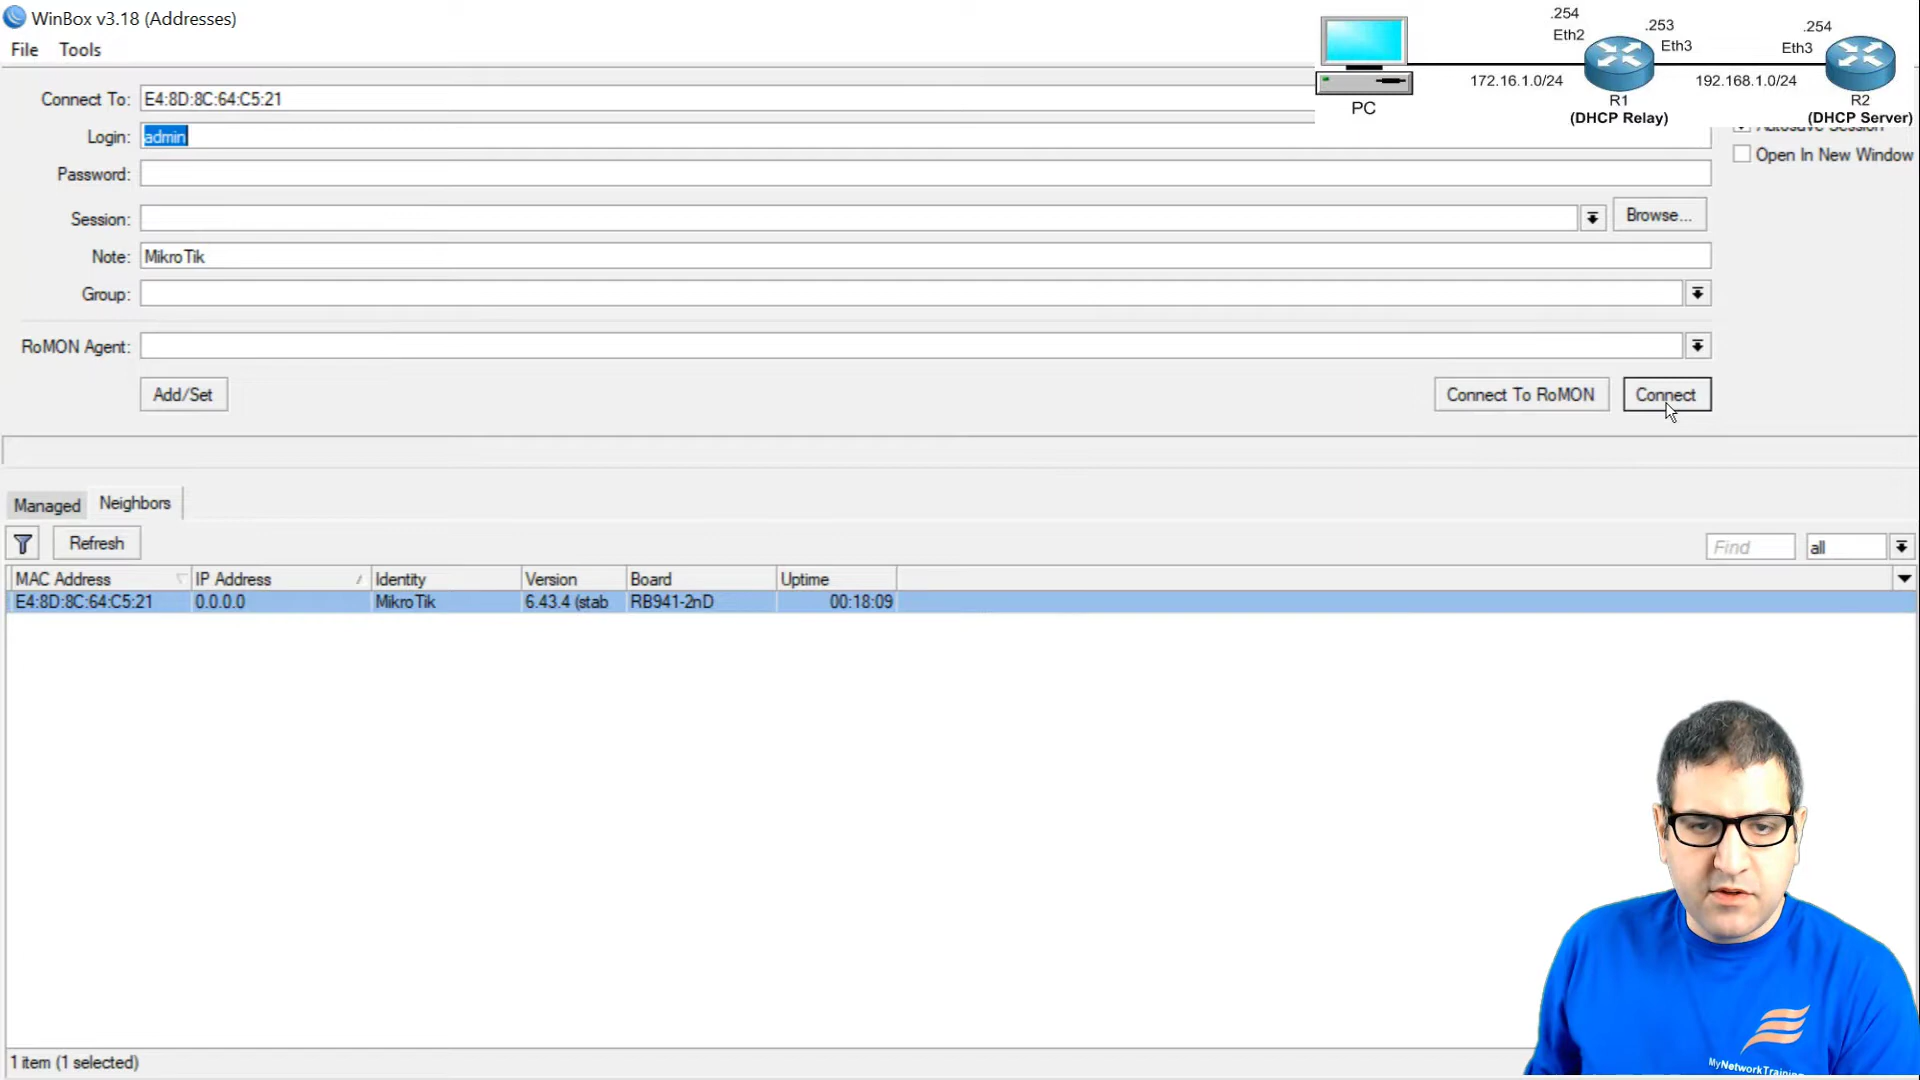 WinBox v3.18 (Addresses)
File Tools
Connect To: E4:8D:8C:64:C5:21
Login: admin
Password:
Session: Browse...
Note: MikroTik
Group:
RoMON Agent:
Add/Set Connect To RoMON Connect
Autosave Session
Open In New Window
.254
Eth2
.253
Eth3
.254
Eth3
172.16.1.0/24
192.168.1.0/24
PC
R1
(DHCP Relay)
R2
(DHCP Server)
Managed Neighbors
Refresh Find all
MAC Address IP Address Identity Version Board Uptime
E4:8D:8C:64:C5:21 0.0.0.0 MikroTik 6.43.4 (stab RB941-2nD 00:18:09
1 item (1 selected)